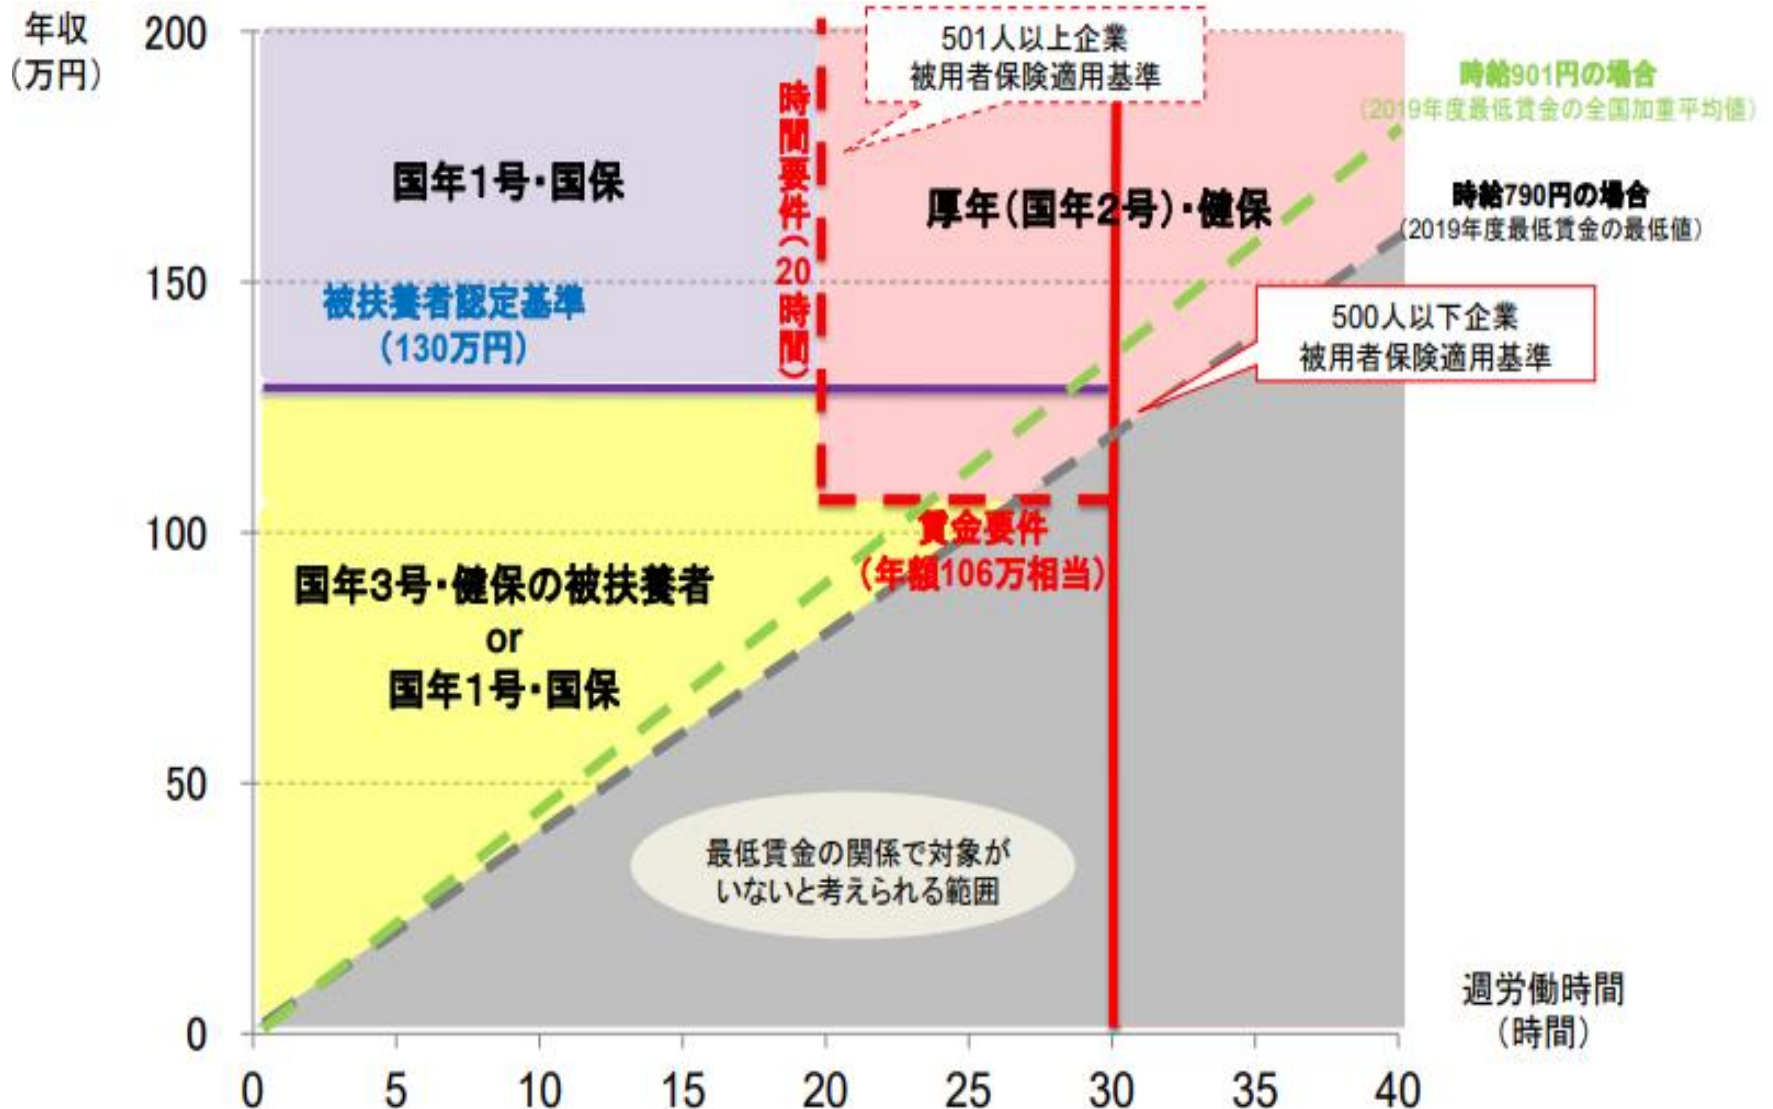 年収
（万円）
200
150
100
50
0
0 5 10 15 20 25 30 35 40
週労働時間
（時間）
501人以上企業
被用者保険適用基準
時給901円の場合
（2019年度最低賃金の全国加重平均値）
時給790円の場合
（2019年度最低賃金の最低値）
国年1号・国保
時間要件（20時間）
厚年（国年2号）・健保
被扶養者認定基準
（130万円）
500人以下企業
被用者保険適用基準
賃金要件
（年額106万相当）
国年3号・健保の被扶養者
or
国年1号・国保
最低賃金の関係で対象が
いないと考えられる範囲